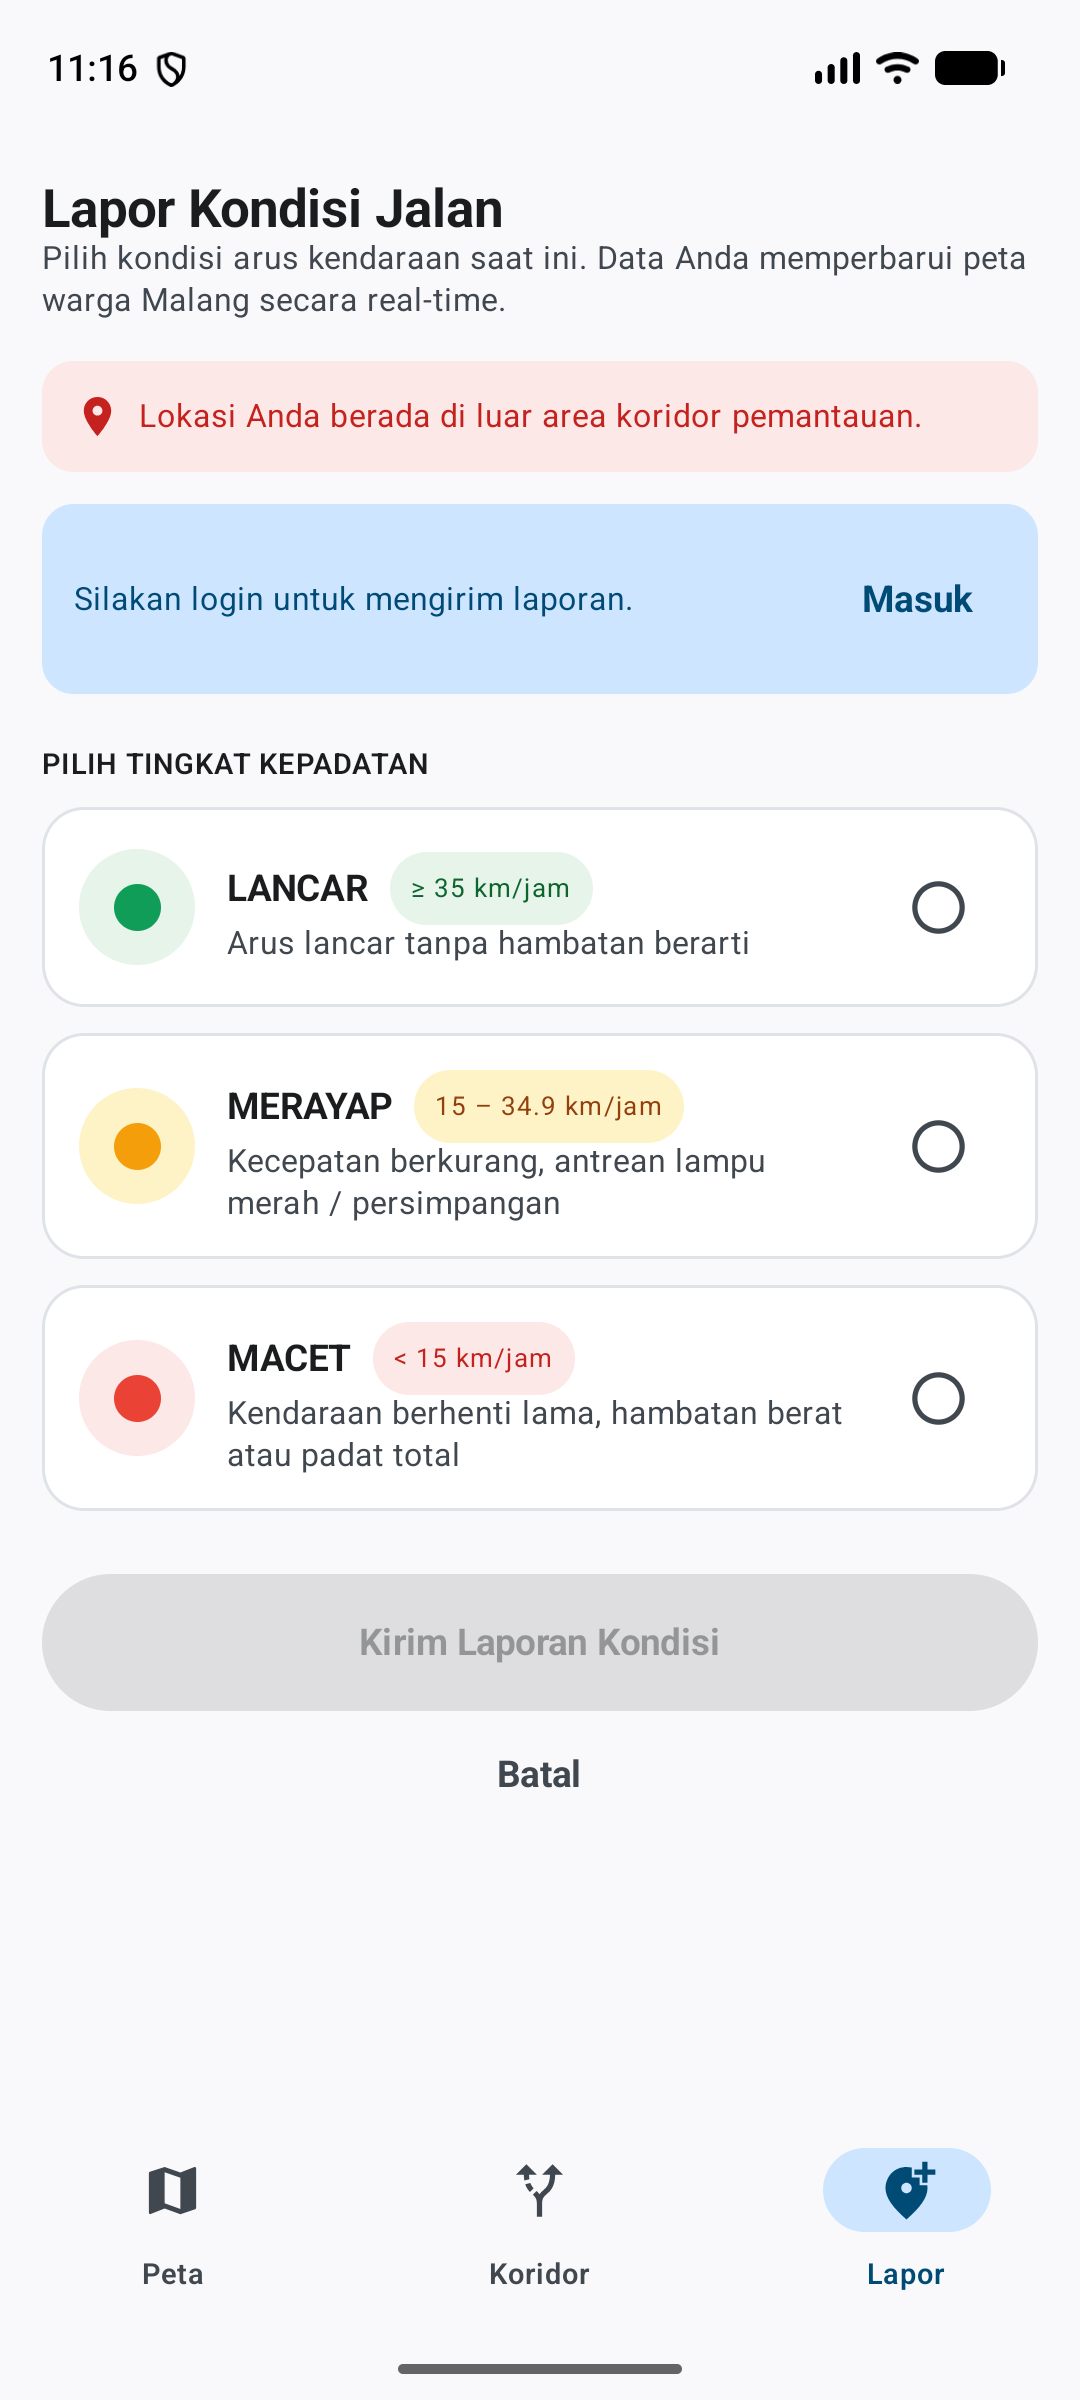 11:16
Lapor Kondisi Jalan
Pilih kondisi arus kendaraan saat ini. Data Anda memperbarui peta
warga Malang secara real-time.
Lokasi Anda berada di luar area koridor pemantauan.
Silakan login untuk mengirim laporan.
Masuk
PILIH TINGKAT KEPADATAN
LANCAR ≥ 35 km/jam
Arus lancar tanpa hambatan berarti
MERAYAP 15 – 34.9 km/jam
Kecepatan berkurang, antrean lampu
merah / persimpangan
MACET < 15 km/jam
Kendaraan berhenti lama, hambatan berat
atau padat total
Kirim Laporan Kondisi
Batal
Peta
Koridor
Lapor